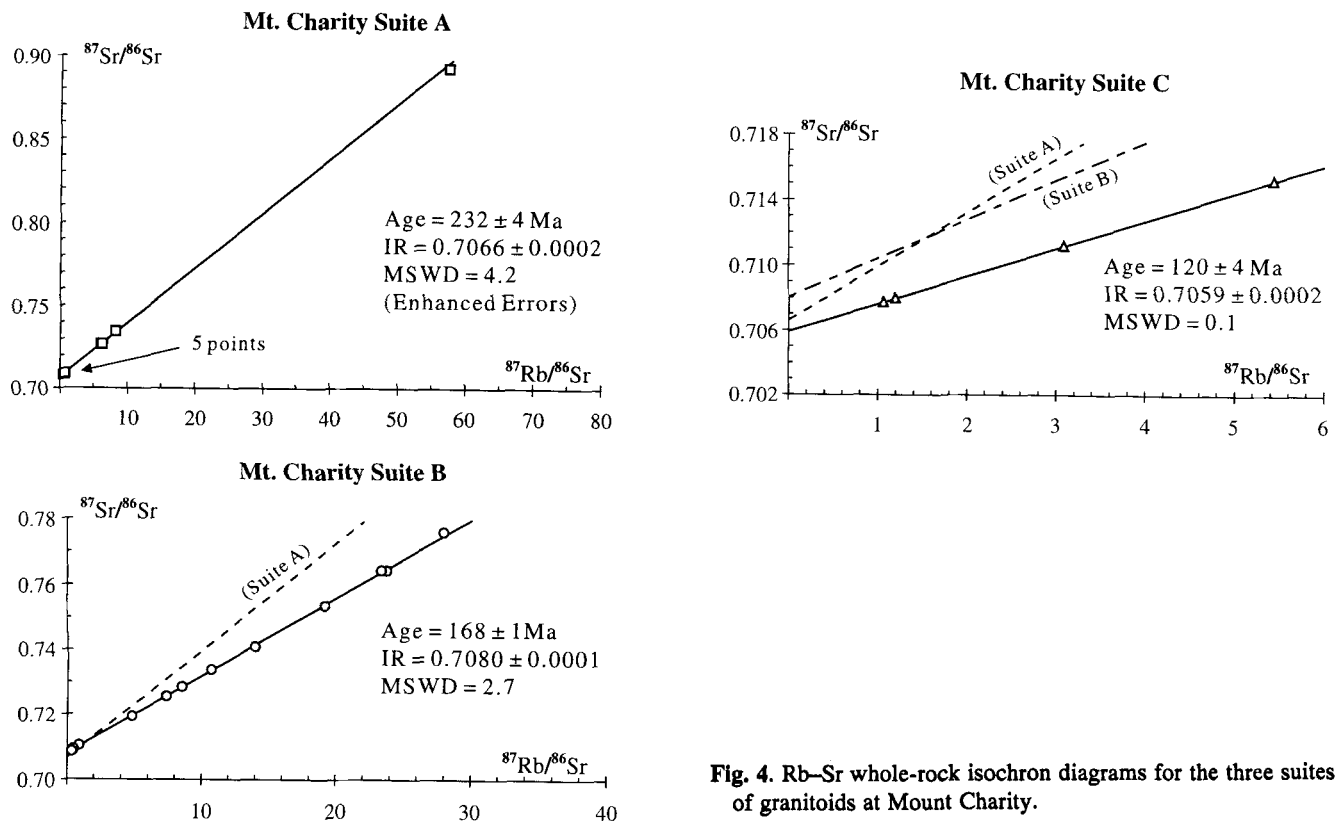 Mt. Charity Suite A
⁸⁷Sr/⁸⁶Sr
0.90
0.85
0.80
0.75
0.70
Age = 232 ± 4 Ma
IR = 0.7066 ± 0.0002
MSWD = 4.2
(Enhanced Errors)
5 points
⁸⁷Rb/⁸⁶Sr
10 20 30 40 50 60 70 80
Mt. Charity Suite B
⁸⁷Sr/⁸⁶Sr
0.78
0.76
0.74
0.72
0.70
(Suite A)
Age = 168 ± 1Ma
IR = 0.7080 ± 0.0001
MSWD = 2.7
⁸⁷Rb/⁸⁶Sr
10 20 30 40
Mt. Charity Suite C
⁸⁷Sr/⁸⁶Sr
0.718
0.714
0.710
0.706
0.702
(Suite A)
(Suite B)
Age = 120 ± 4 Ma
IR = 0.7059 ± 0.0002
MSWD = 0.1
⁸⁷Rb/⁸⁶Sr
1 2 3 4 5 6
Fig. 4. Rb–Sr whole-rock isochron diagrams for the three suites
of granitoids at Mount Charity.